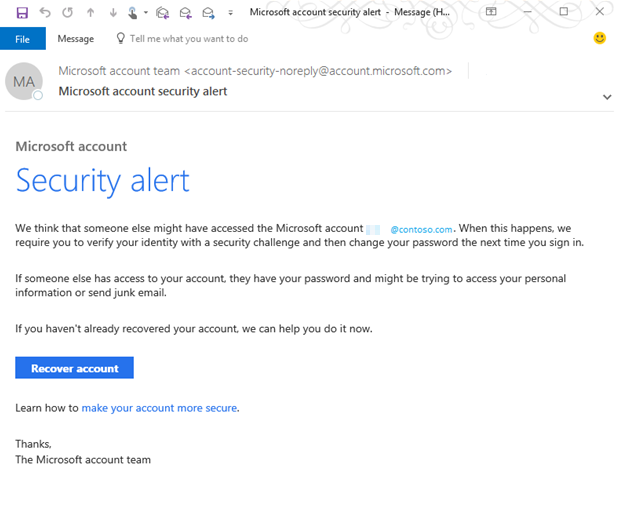 Microsoft account security alert - Message (H...
File Message Tell me what you want to do
MA
Microsoft account team <account-security-noreply@account.microsoft.com>
Microsoft account security alert
Microsoft account
Security alert
We think that someone else might have accessed the Microsoft account @contoso.com. When this happens, we
require you to verify your identity with a security challenge and then change your password the next time you sign in.
If someone else has access to your account, they have your password and might be trying to access your personal
information or send junk email.
If you haven't already recovered your account, we can help you do it now.
Recover account
Learn how to make your account more secure.
Thanks,
The Microsoft account team